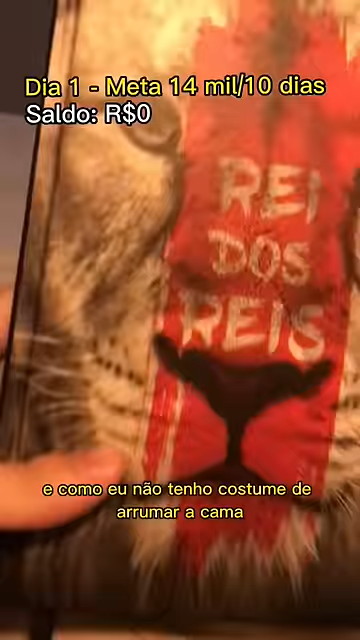 Dia 1 - Meta 14 mil/10 dias
Saldo: R$0
REI
DOS
REIS
e como eu não tenho costume de
arrumar a cama